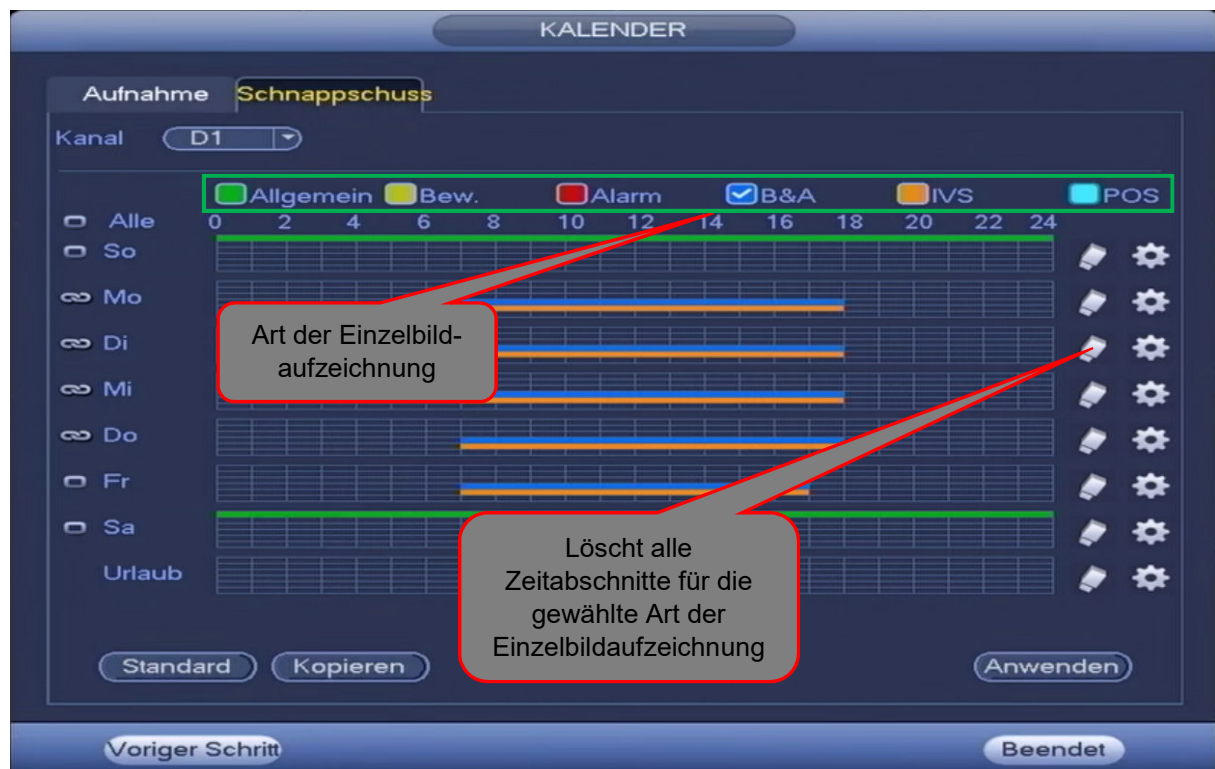 KALENDER
Aufnahme Schnappschuss
Kanal D1
Allgemein Bew. Alarm B&A IVS POS
Alle 0 2 4 6 8 10 12 14 16 18 20 22 24
So
Mo
Di
Mi
Do
Fr
Sa
Urlaub
Art der Einzelbild-
aufzeichnung
Löscht alle
Zeitabschnitte für die
gewählte Art der
Einzelbildaufzeichnung
Standard Kopieren Anwenden
Voriger Schritt Beendet